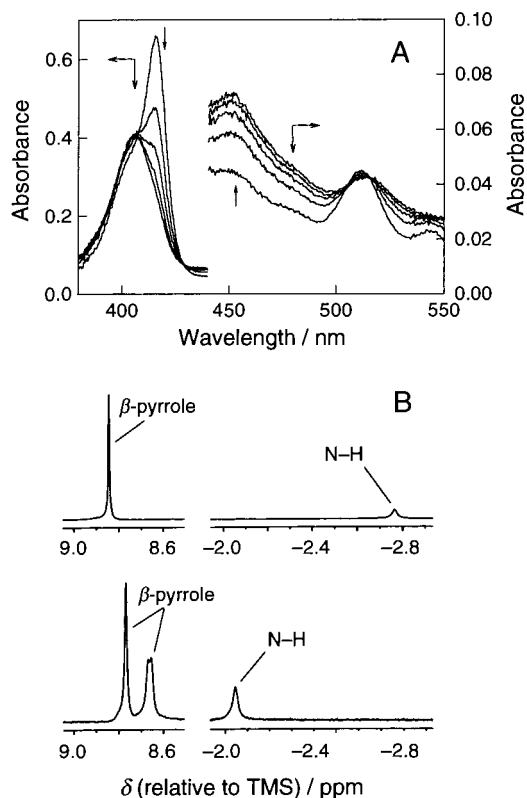 A
0.6
0.4
0.2
0.0
Absorbance
0.10
0.08
0.06
0.04
0.02
0.00
Absorbance
400 450 500 550
Wavelength / nm
B
β-pyrrole
N–H
9.0 8.6 −2.0 −2.4 −2.8
β-pyrrole
N–H
9.0 8.6 −2.0 −2.4 −2.8
δ (relative to TMS) / ppm